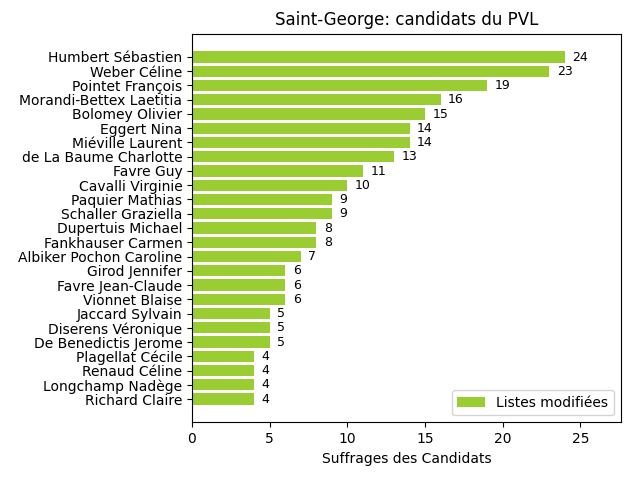 Saint-George: candidats du PVL
Humbert Sébastien 24
Weber Céline 23
Pointet François 19
Morandi-Bettex Laetitia 16
Bolomey Olivier 15
Eggert Nina 14
Miéville Laurent 14
de La Baume Charlotte 13
Favre Guy 11
Cavalli Virginie 10
Paquier Mathias 9
Schaller Graziella 9
Dupertuis Michael 8
Fankhauser Carmen 8
Albiker Pochon Caroline 7
Girod Jennifer 6
Favre Jean-Claude 6
Vionnet Blaise 6
Jaccard Sylvain 5
Diserens Véronique 5
De Benedictis Jerome 5
Plagellat Cécile 4
Renaud Céline 4
Longchamp Nadège 4
Richard Claire 4
Listes modifiées
0 5 10 15 20 25
Suffrages des Candidats